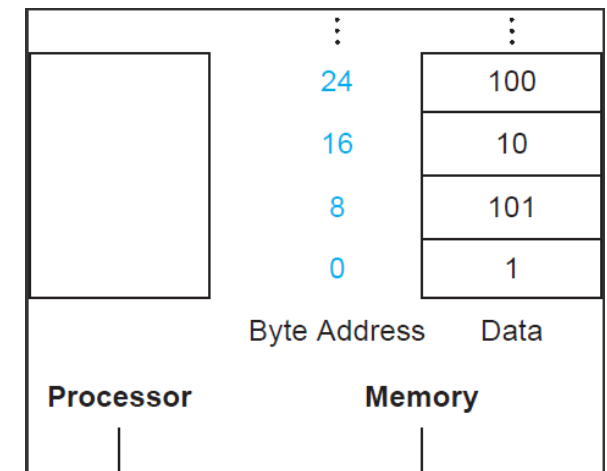 24 100
16 10
8 101
0 1
Byte Address Data
Processor Memory